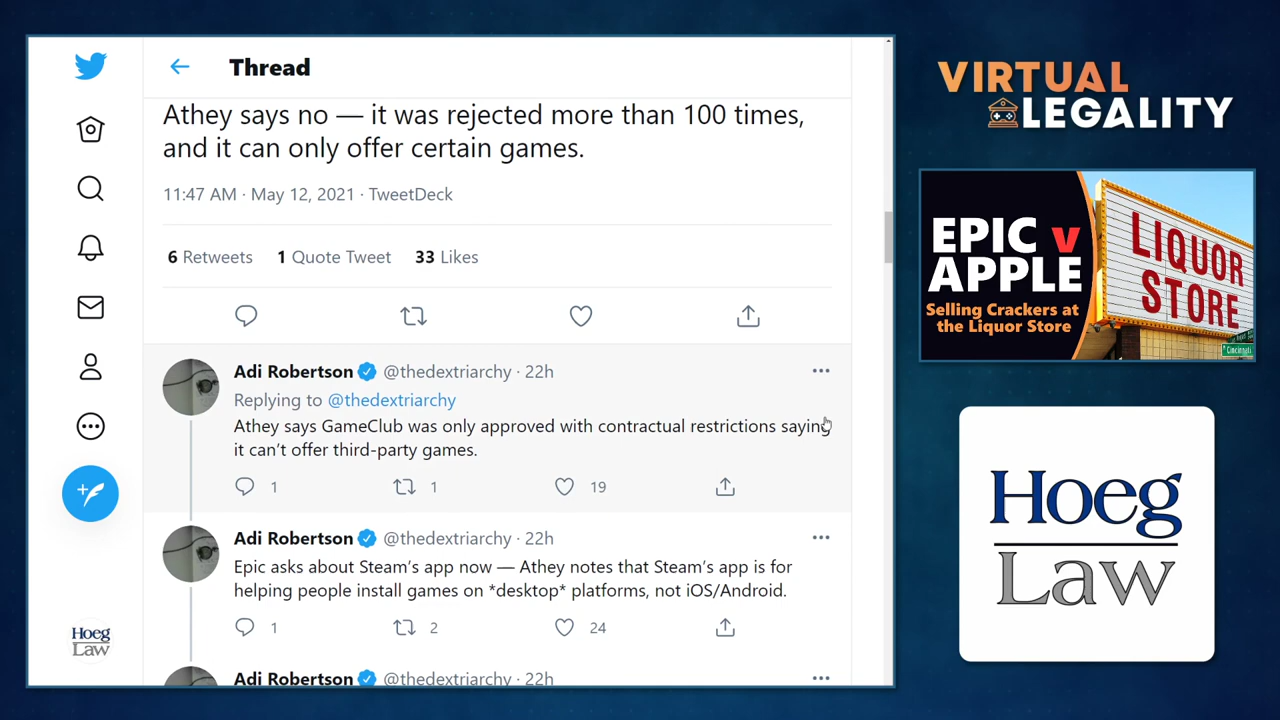 Thread
Athey says no — it was rejected more than 100 times,
and it can only offer certain games.
11:47 AM · May 12, 2021 · TweetDeck
6 Retweets 1 Quote Tweet 33 Likes
Adi Robertson @thedextriarchy · 22h
Replying to @thedextriarchy
Athey says GameClub was only approved with contractual restrictions saying
it can’t offer third-party games.
1 1 19
Adi Robertson @thedextriarchy · 22h
Epic asks about Steam’s app now — Athey notes that Steam’s app is for
helping people install games on *desktop* platforms, not iOS/Android.
1 2 24
Adi Robertson @thedextriarchy · 22h
Hoeg
Law
VIRTUAL
LEGALITY
EPIC v
APPLE
Selling Crackers at
the Liquor Store
LIQUOR
STORE
Cincinnati
Hoeg
Law